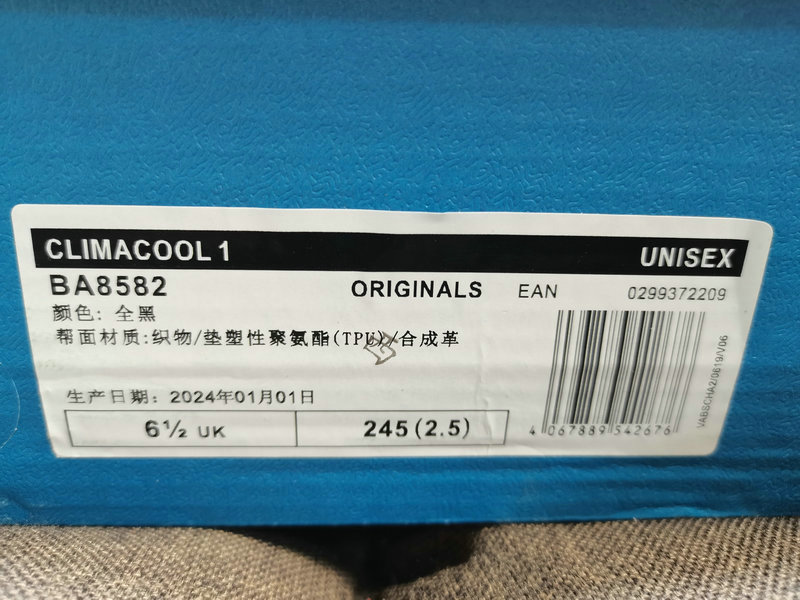 CLIMACOOL 1 UNISEX
BA8582 ORIGINALS EAN 0299372209
颜色: 全黑
帮面材质:织物/垫塑性聚氨酯(TPU)/合成革
生产日期: 2024年01月01日
6½ UK 245(2.5)
4 067889 542676
VABSCHA2/0619/V06